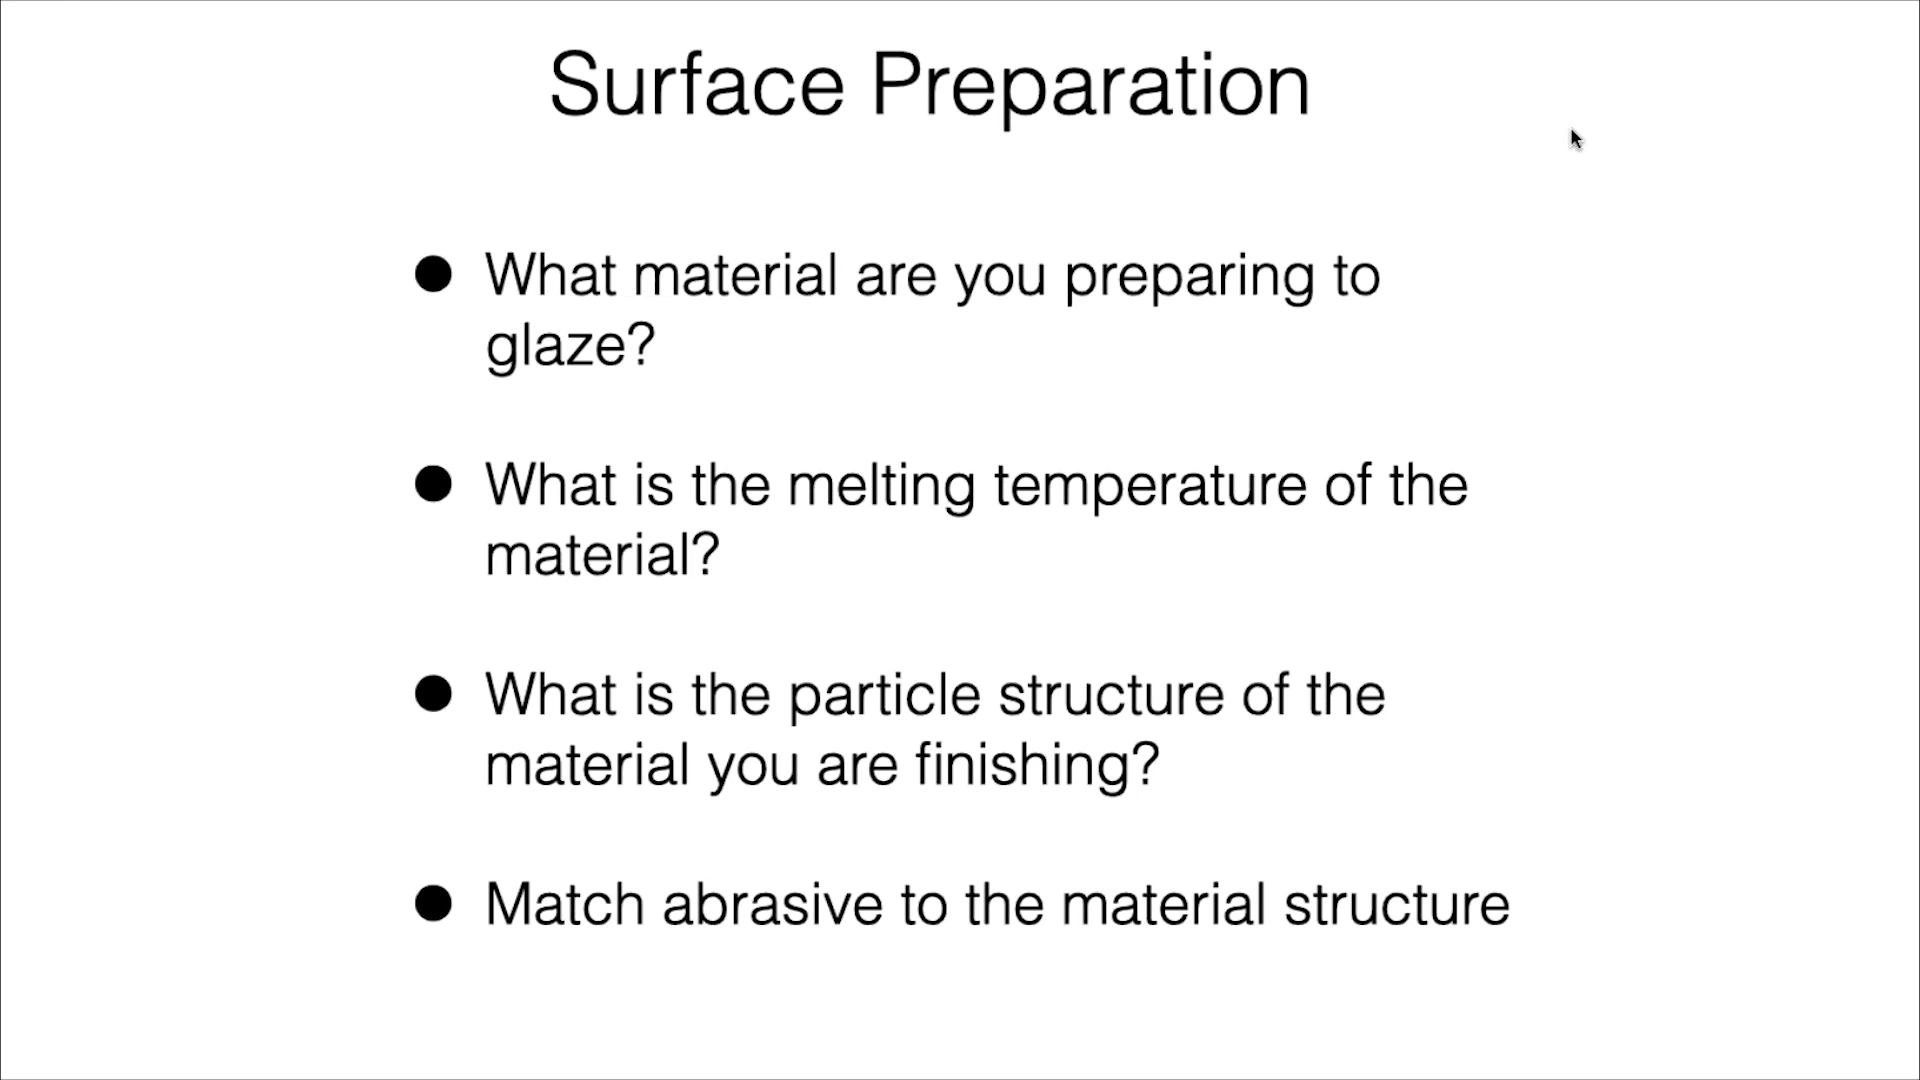 Surface Preparation
● What material are you preparing to
glaze?
● What is the melting temperature of the
material?
● What is the particle structure of the
material you are finishing?
● Match abrasive to the material structure